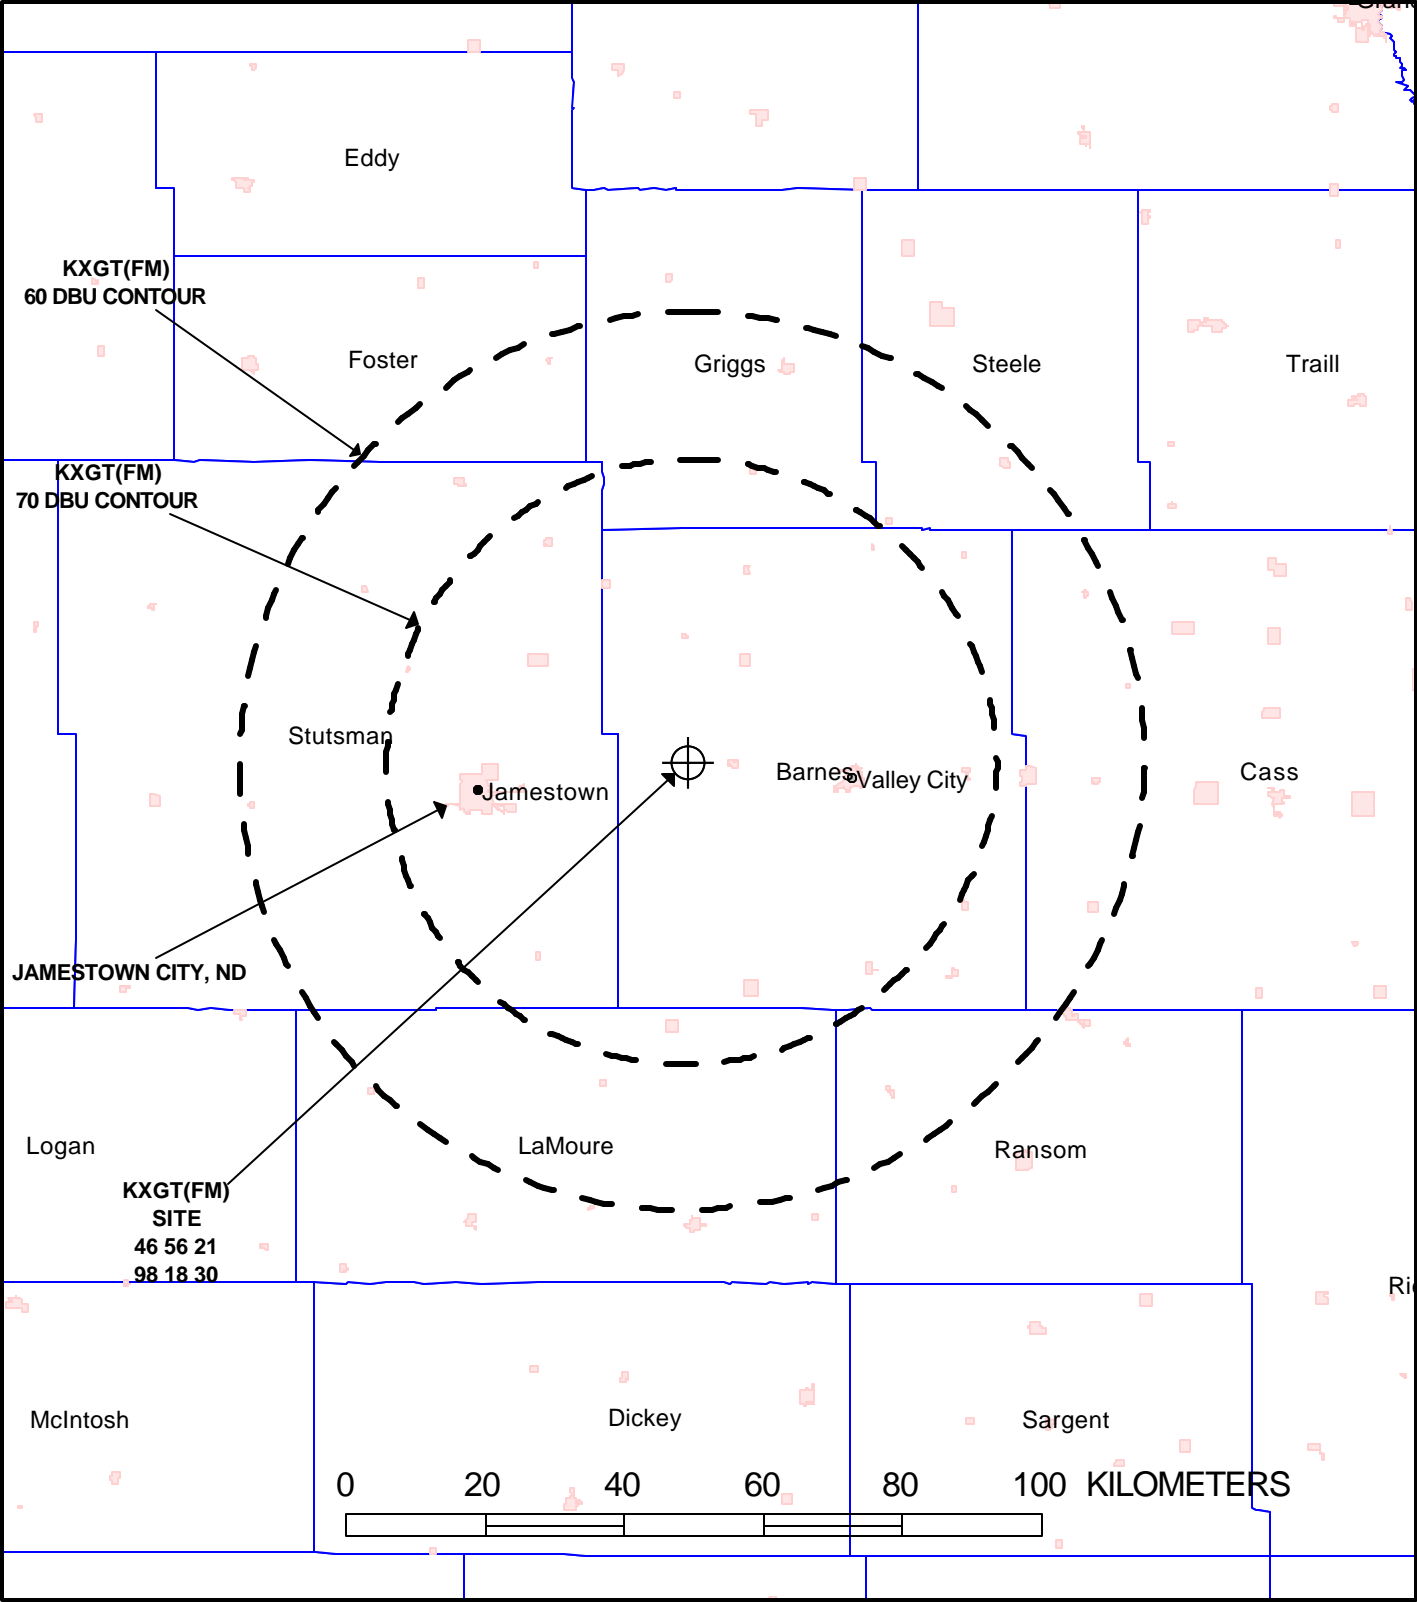 Eddy
KXGT(FM)
60 DBU CONTOUR
Foster
Griggs
Steele
Traill
KXGT(FM)
70 DBU CONTOUR
Stutsman
Barnes
Valley City
Cass
Jamestown
JAMESTOWN CITY, ND
Logan
LaMoure
Ransom
KXGT(FM)
SITE
46 56 21
98 18 30
McIntosh
Dickey
Sargent
0 20 40 60 80 100 KILOMETERS